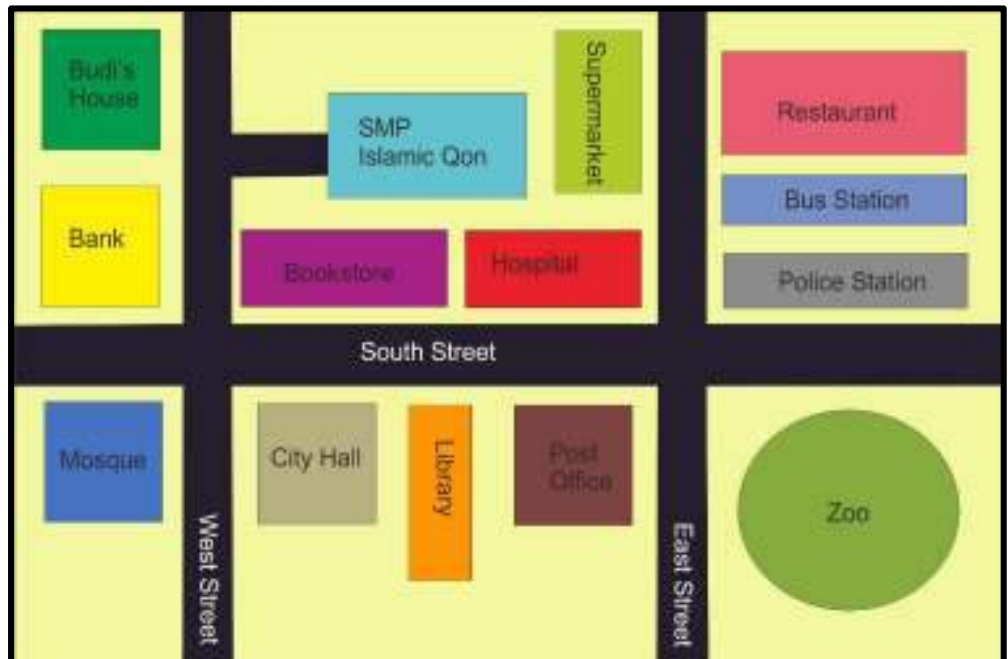 Budi's
House
SMP
Islamic Qon
Supermarket
Restaurant
Bus Station
Bank
Bookstore
Hospital
Police Station
South Street
Mosque
City Hall
Library
Post
Office
Zoo
West Street
East Street